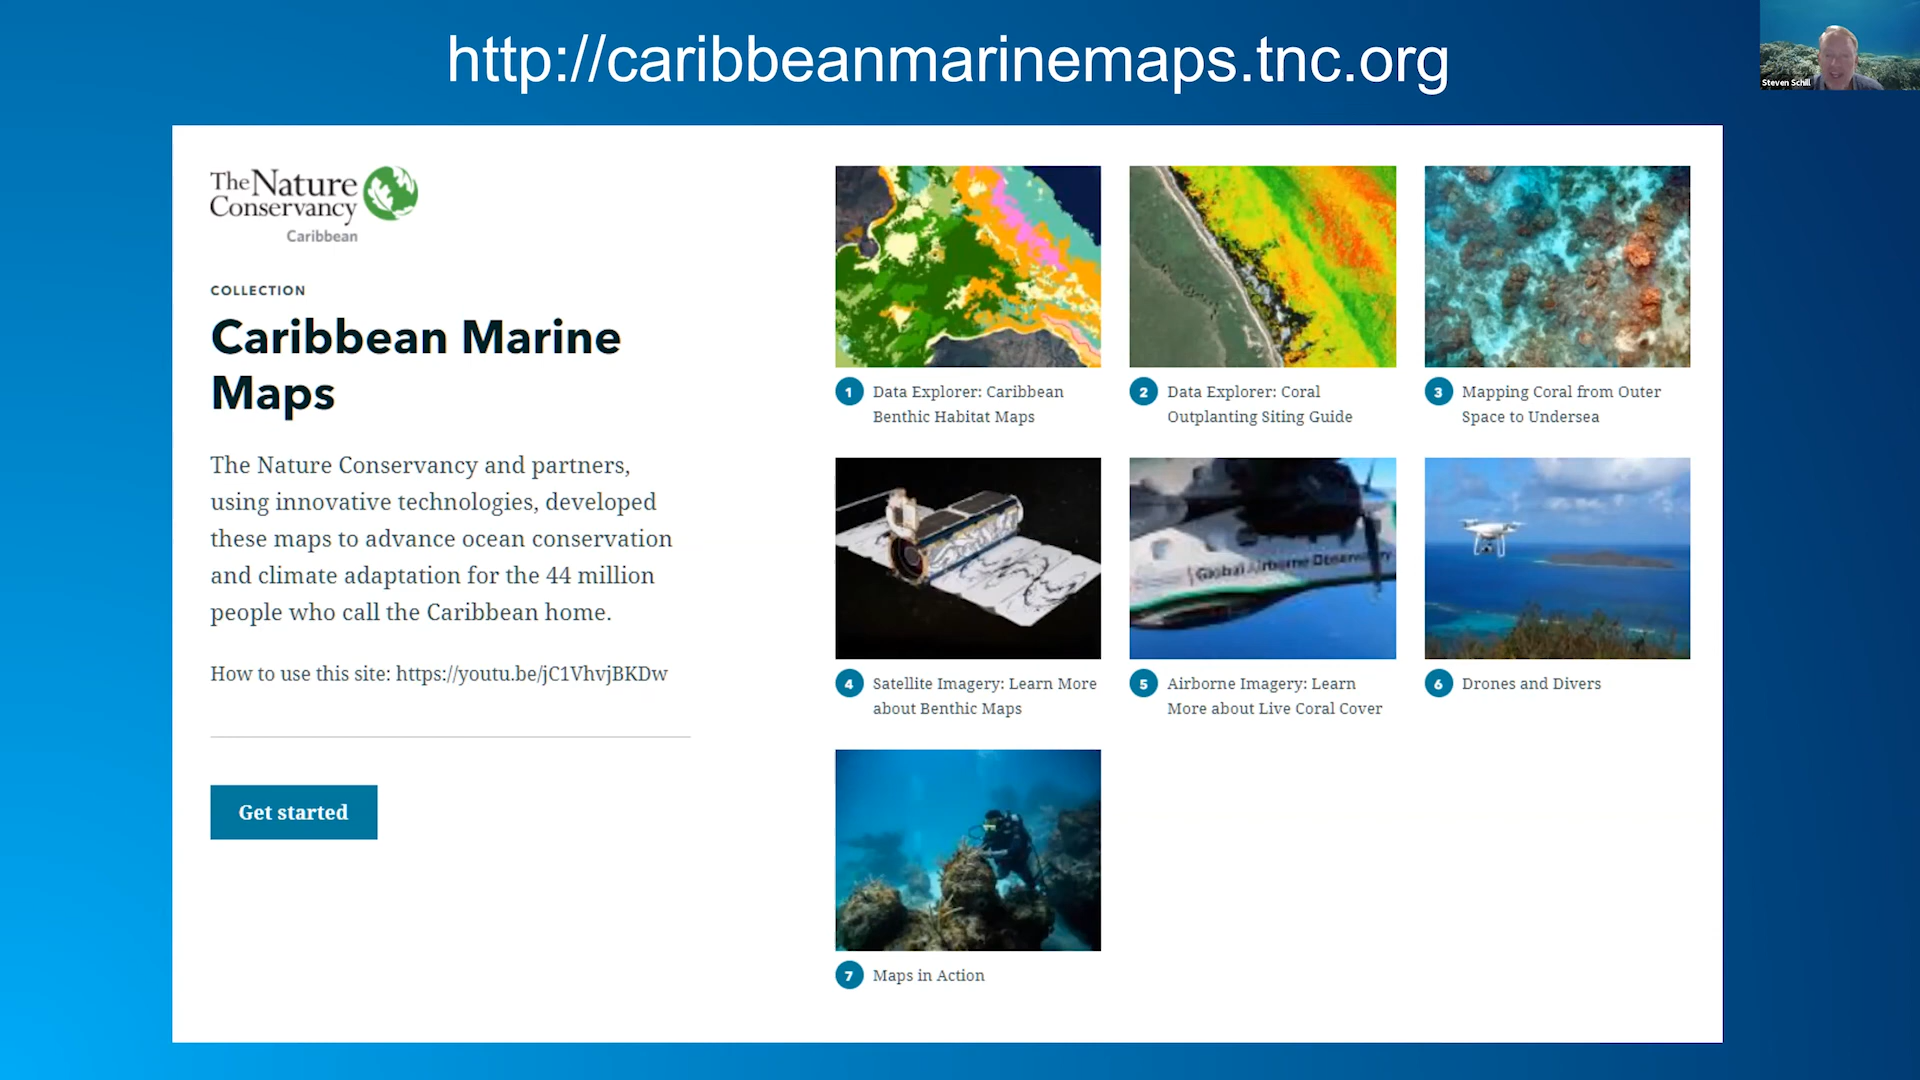 http://caribbeanmarinemaps.tnc.org
Steven Schill
The Nature
Conservancy
Caribbean
COLLECTION
Caribbean Marine
Maps
The Nature Conservancy and partners,
using innovative technologies, developed
these maps to advance ocean conservation
and climate adaptation for the 44 million
people who call the Caribbean home.
How to use this site: https://youtu.be/jC1VhvjBKDw
Get started
1 Data Explorer: Caribbean
Benthic Habitat Maps
2 Data Explorer: Coral
Outplanting Siting Guide
3 Mapping Coral from Outer
Space to Undersea
Global Airborne Observatory
4 Satellite Imagery: Learn More
about Benthic Maps
5 Airborne Imagery: Learn
More about Live Coral Cover
6 Drones and Divers
7 Maps in Action